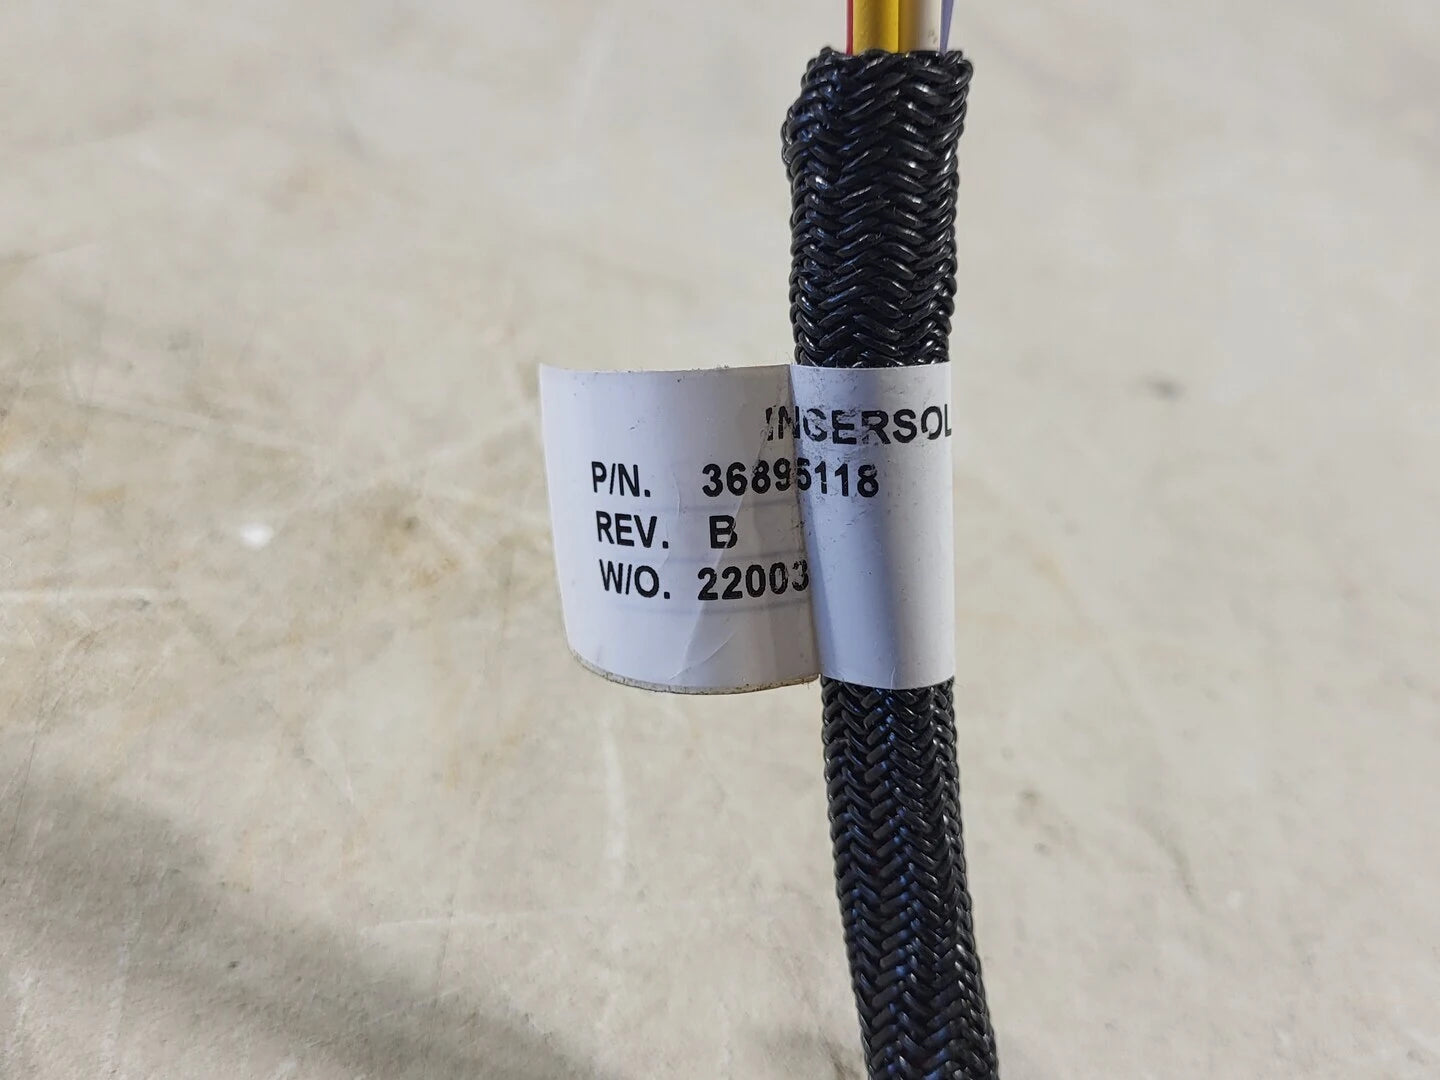 INGERSOL
P/N. 36895118
REV. B
W/O. 22003